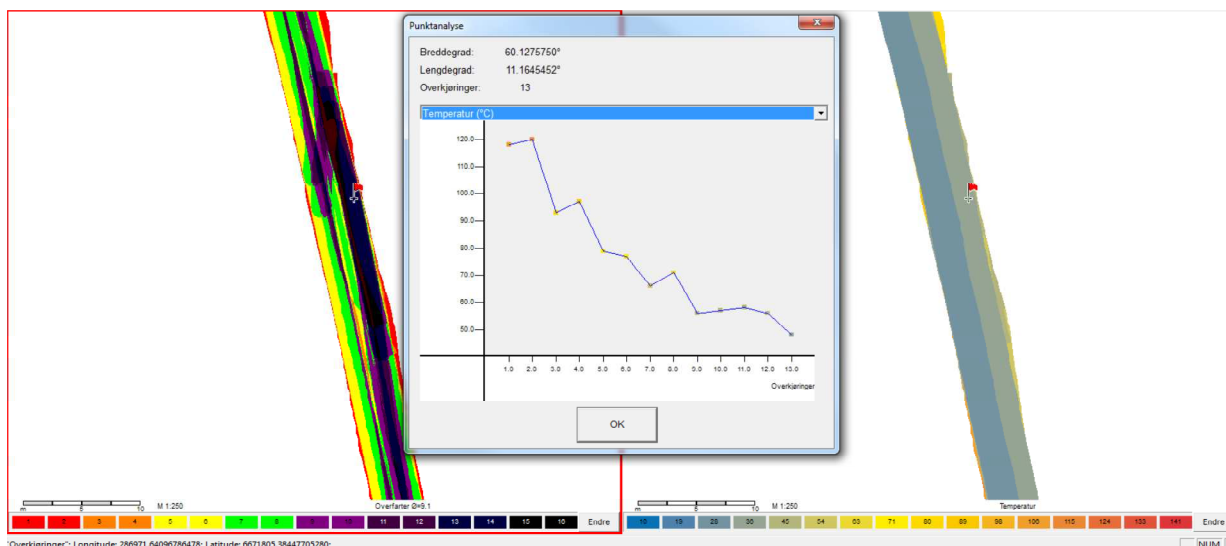 Punktanalyse
Breddegrad: 60.1275750°
Lengdegrad: 11.1645452°
Overkjøringer: 13
Temperatur (°C)
120.0
110.0
100.0
90.0
80.0
70.0
60.0
50.0
1.0 2.0 3.0 4.0 5.0 6.0 7.0 8.0 9.0 10.0 11.0 12.0 13.0
Overkjøringer
OK
m 5 10 M 1:250 Overfarter Ø=9.1
m 5 10 M 1:250 Temperatur
1 2 3 4 5 6 7 8 9 10 11 12 13 14 15 16 Endre
10 19 28 36 45 54 63 71 80 89 98 106 115 124 133 141 Endre
"Overkjøringer": Longitude: 286971.64096786478; Latitude: 6671805.38447705280;
NUM